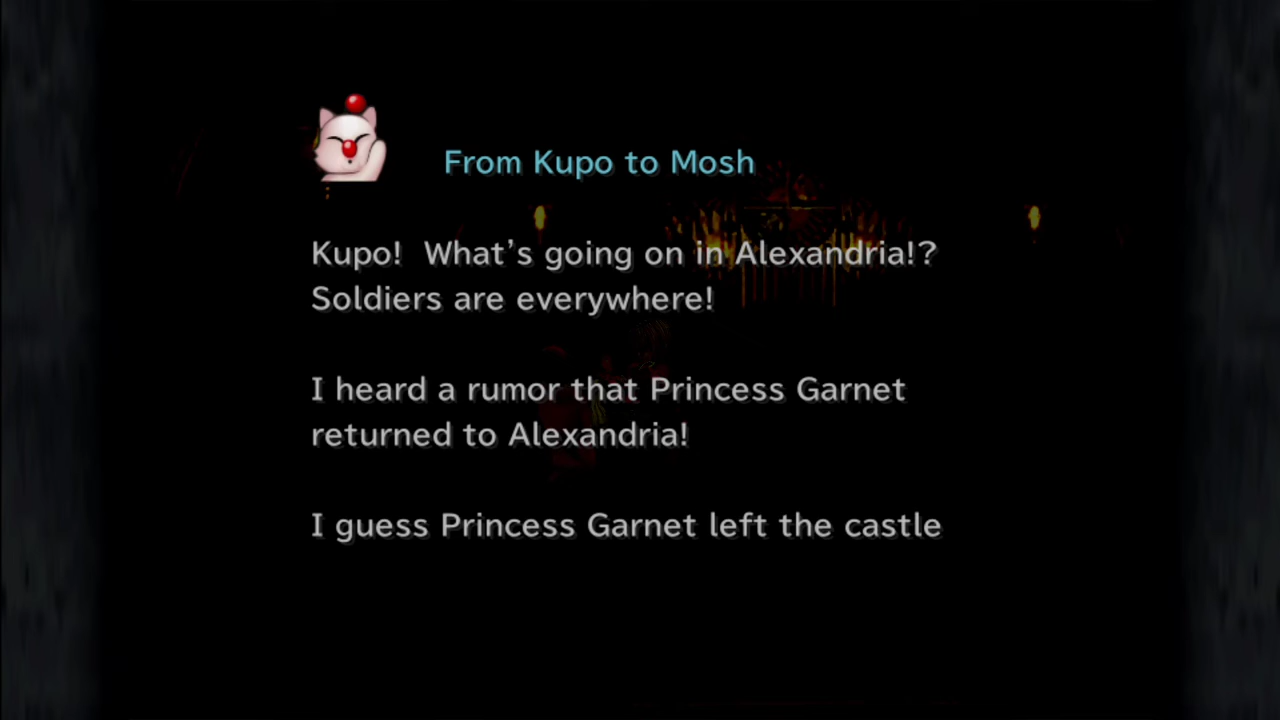 From Kupo to Mosh
Kupo! What's going on in Alexandria!?
Soldiers are everywhere!
I heard a rumor that Princess Garnet
returned to Alexandria!
I guess Princess Garnet left the castle